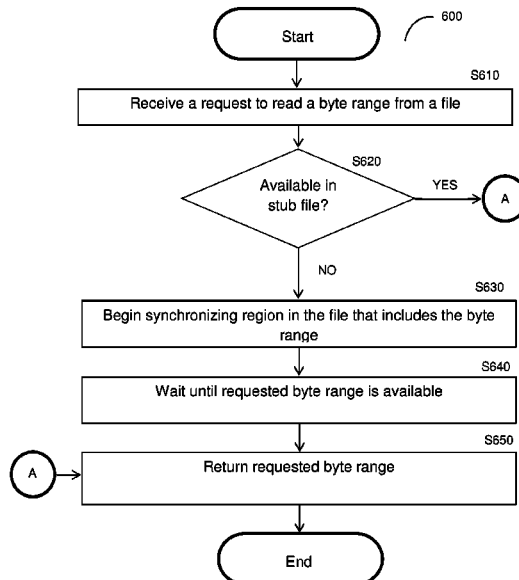 Start
600
S610
Receive a request to read a byte range from a file
S620
Available in
stub file?
YES
A
NO
S630
Begin synchronizing region in the file that includes the byte
range
S640
Wait until requested byte range is available
S650
A
Return requested byte range
End